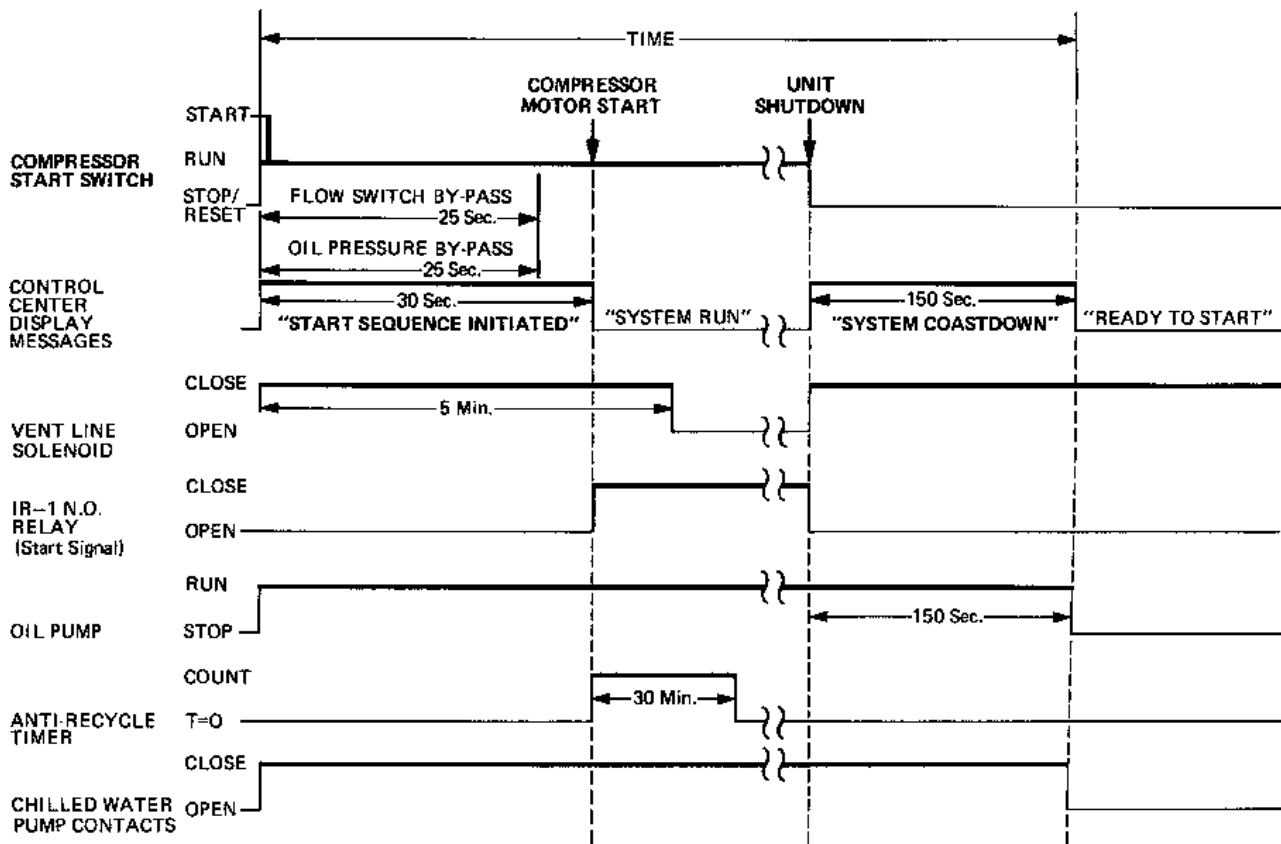 TIME
COMPRESSOR
MOTOR START
UNIT
SHUTDOWN
COMPRESSOR
START SWITCH
START
RUN
STOP/
RESET
FLOW SWITCH BY-PASS
25 Sec.
OIL PRESSURE BY-PASS
25 Sec.
CONTROL
CENTER
DISPLAY
MESSAGES
30 Sec.
"START SEQUENCE INITIATED"
"SYSTEM RUN"
150 Sec.
"SYSTEM COASTDOWN"
"READY TO START"
VENT LINE
SOLENOID
CLOSE
5 Min.
OPEN
IR-1 N.O.
RELAY
(Start Signal)
CLOSE
OPEN
OIL PUMP
RUN
STOP
150 Sec.
ANTI-RECYCLE
TIMER
COUNT
30 Min.
T=0
CHILLED WATER
PUMP CONTACTS
CLOSE
OPEN